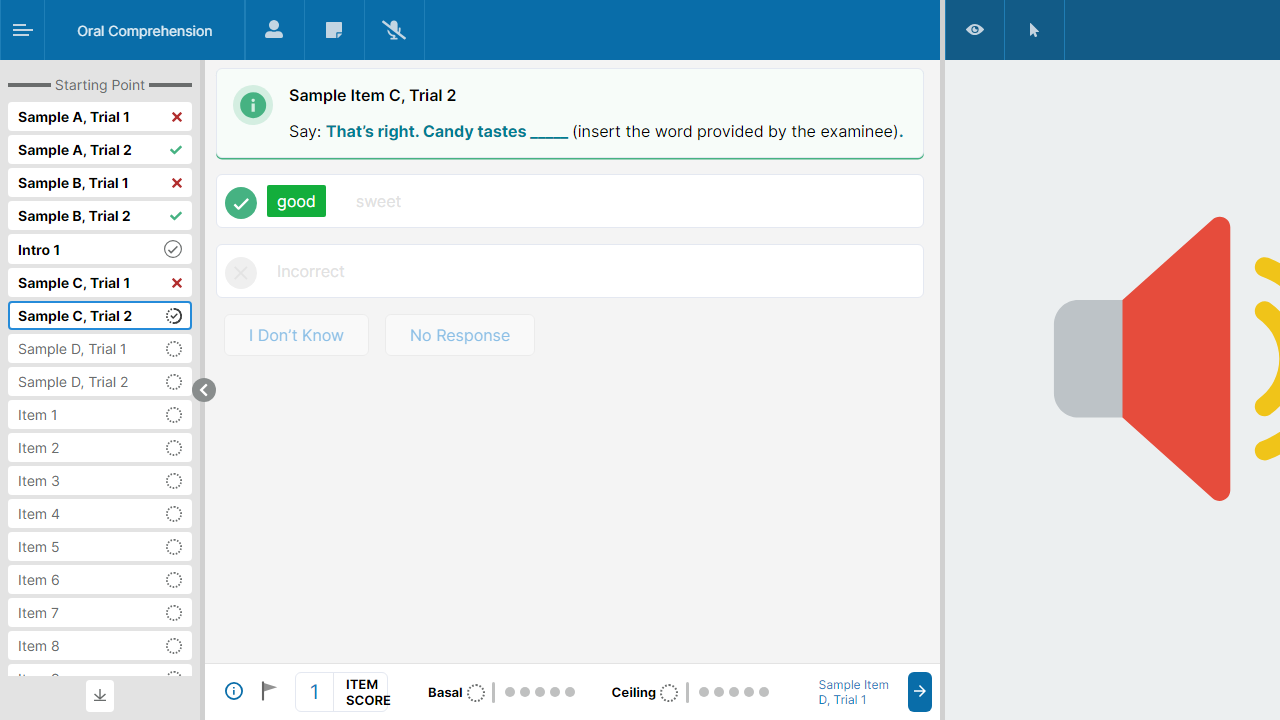 Oral Comprehension
Starting Point
Sample A, Trial 1
Sample A, Trial 2
Sample B, Trial 1
Sample B, Trial 2
Intro 1
Sample C, Trial 1
Sample C, Trial 2
Sample D, Trial 1
Sample D, Trial 2
Item 1
Item 2
Item 3
Item 4
Item 5
Item 6
Item 7
Item 8
Sample Item C, Trial 2
Say: That's right. Candy tastes _____ (insert the word provided by the examinee).
good sweet
Incorrect
I Don't Know No Response
1 ITEM SCORE
Basal
Ceiling
Sample Item
D, Trial 1